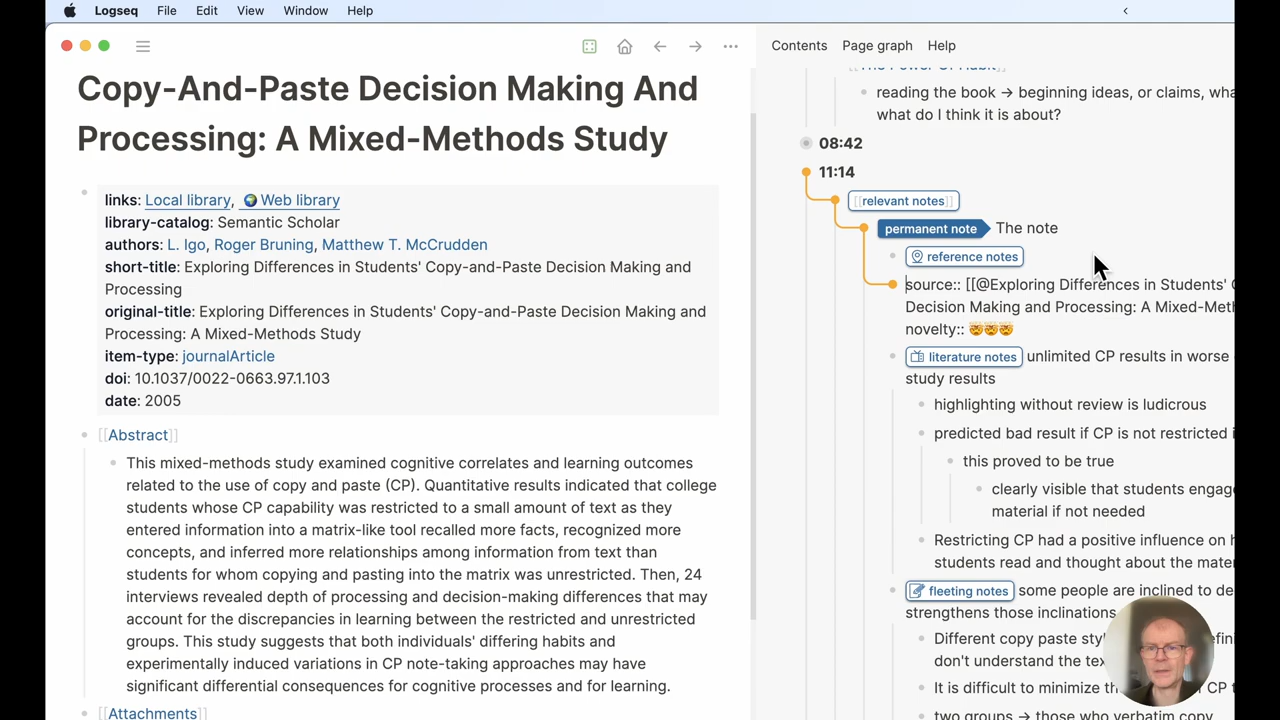 Logseq File Edit View Window Help
Copy-And-Paste Decision Making And
Processing: A Mixed-Methods Study
links: Local library, 🌍 Web library
library-catalog: Semantic Scholar
authors: L. Igo, Roger Bruning, Matthew T. McCrudden
short-title: Exploring Differences in Students' Copy-and-Paste Decision Making and
Processing
original-title: Exploring Differences in Students' Copy-and-Paste Decision Making and
Processing: A Mixed-Methods Study
item-type: journalArticle
doi: 10.1037/0022-0663.97.1.103
date: 2005
[[Abstract]]
This mixed-methods study examined cognitive correlates and learning outcomes
related to the use of copy and paste (CP). Quantitative results indicated that college
students whose CP capability was restricted to a small amount of text as they
entered information into a matrix-like tool recalled more facts, recognized more
concepts, and inferred more relationships among information from text than
students for whom copying and pasting into the matrix was unrestricted. Then, 24
interviews revealed depth of processing and decision-making differences that may
account for the discrepancies in learning between the restricted and unrestricted
groups. This study suggests that both individuals' differing habits and
experimentally induced variations in CP note-taking approaches may have
significant differential consequences for cognitive processes and for learning.
[[Attachments]]
Contents Page graph Help
[[The Power Of Habit]]
reading the book → beginning ideas, or claims, wha
what do I think it is about?
08:42
11:14
[[relevant notes]]
permanent note The note
reference notes
source:: [[@Exploring Differences in Students'
Decision Making and Processing: A Mixed-Met
novelty:: 🤯🤯🤯
literature notes unlimited CP results in worse
study results
highlighting without review is ludicrous
predicted bad result if CP is not restricted i
this proved to be true
clearly visible that students engag
material if not needed
Restricting CP had a positive influence on
students read and thought about the mate
fleeting notes some people are inclined to de
strengthens those inclinations
Different copy paste
don't understand the
It is difficult to minimize CP
two groups → those who verbatim copy